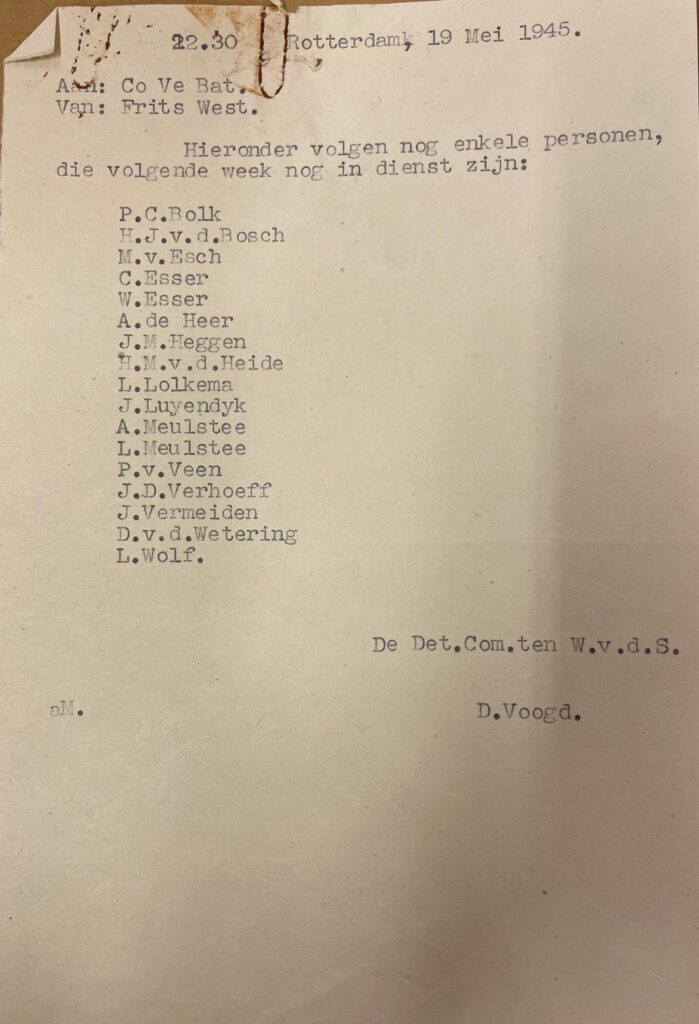 22.30 Rotterdam, 19 Mei 1945.
Aan: Co Ve Bat.
Van: Frits West.
Hieronder volgen nog enkele personen,
die volgende week nog in dienst zijn:
P.C.Bolk
H.J.v.d.Bosch
M.v.Esch
C.Esser
W.Esser
A.de Heer
J.M.Heggen
H.M.v.d.Heide
L.Lolkema
J.Luyendyk
A.Meulstee
L.Meulstee
P.v.Veen
J.D.Verhoeff
J.Vermeiden
D.v.d.Wetering
L.Wolf.
De Det.Com.ten W.v.d.S.
aM. D.Voogd.